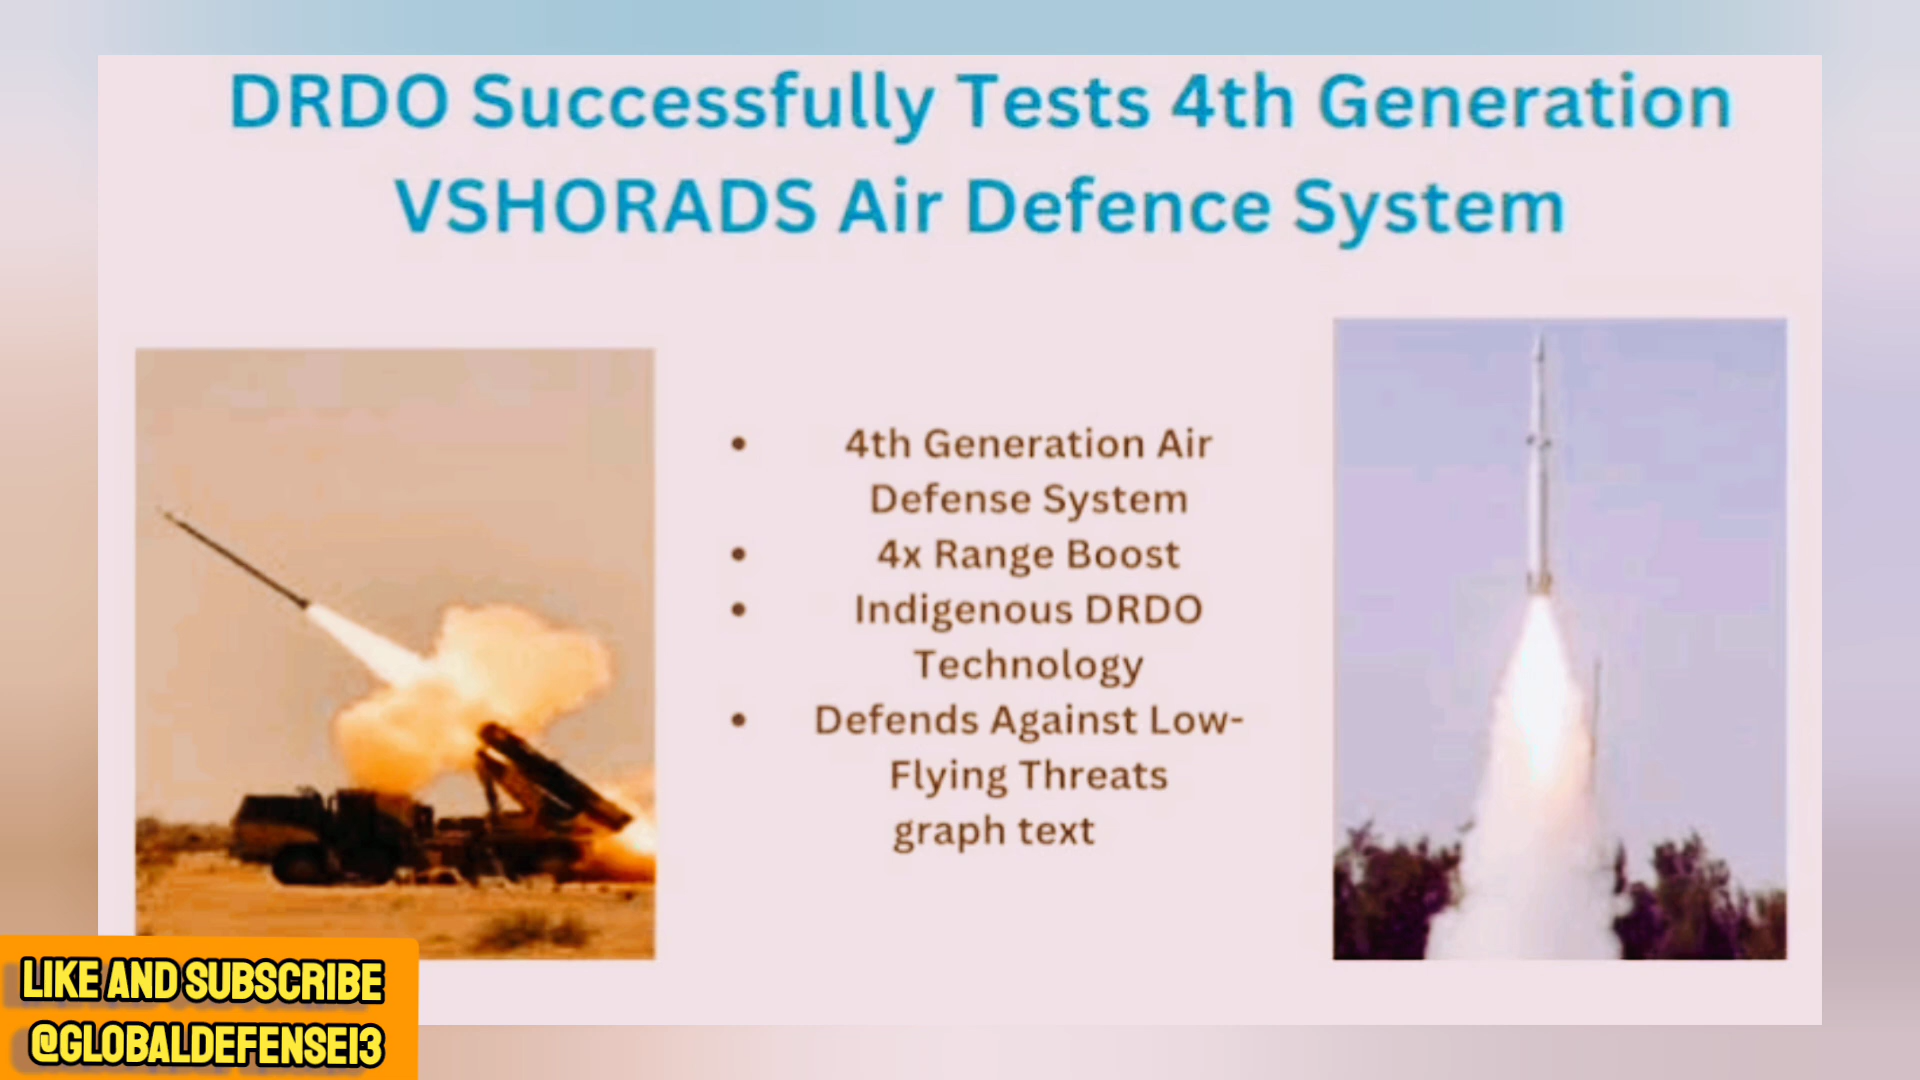 DRDO Successfully Tests 4th Generation
VSHORADS Air Defence System
• 4th Generation Air
Defense System
• 4x Range Boost
• Indigenous DRDO
Technology
• Defends Against Low-
Flying Threats
graph text
LIKE AND SUBSCRIBE
@GLOBALDEFENSE13